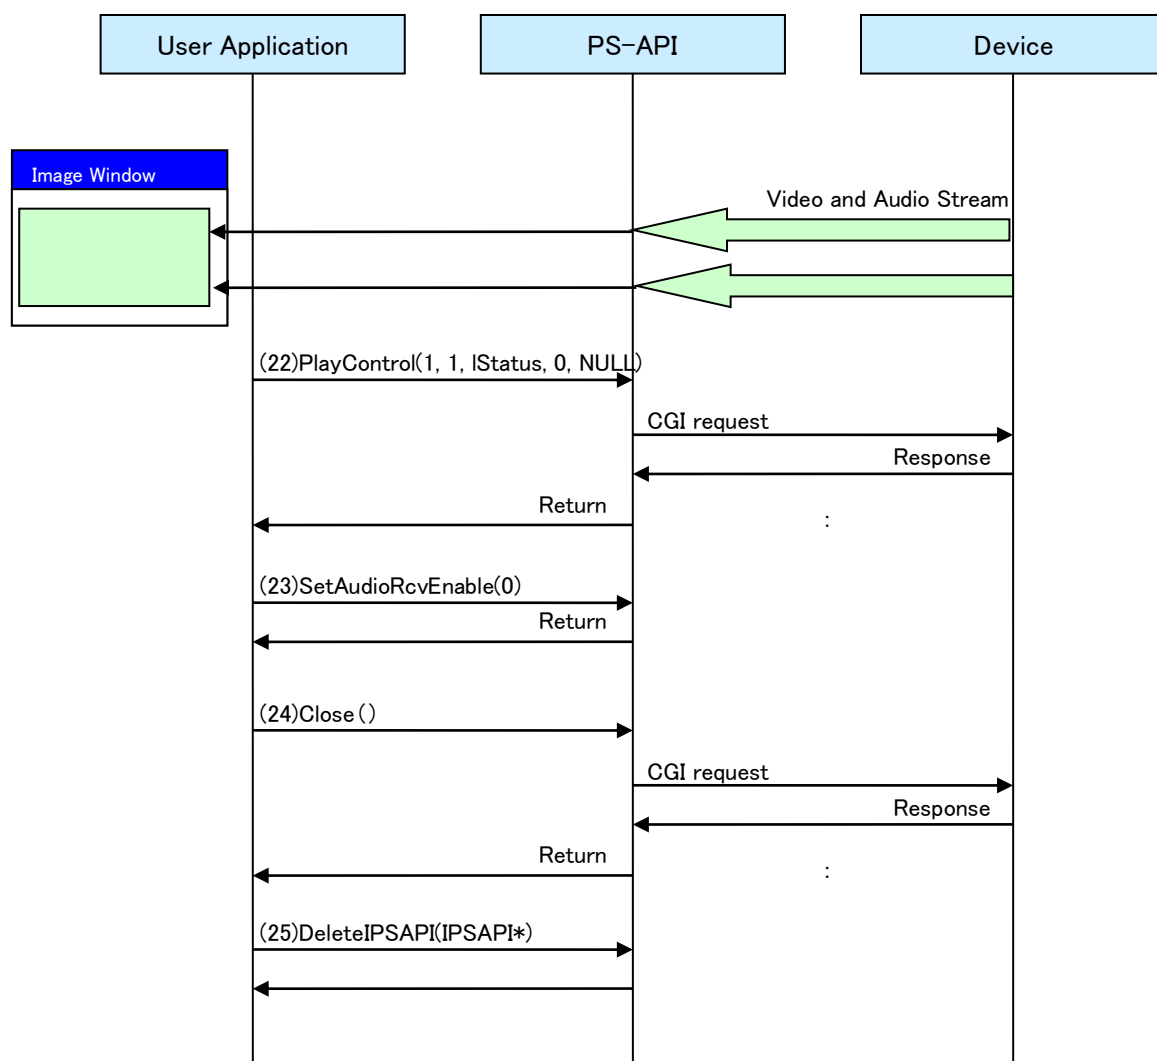 User Application
PS-API
Device
Image Window
Video and Audio Stream
(22)PlayControl(1, 1, lStatus, 0, NULL)
CGI request
Response
Return
:
(23)SetAudioRcvEnable(0)
Return
(24)Close()
CGI request
Response
Return
:
(25)DeleteIPSAPI(IPSAPI*)